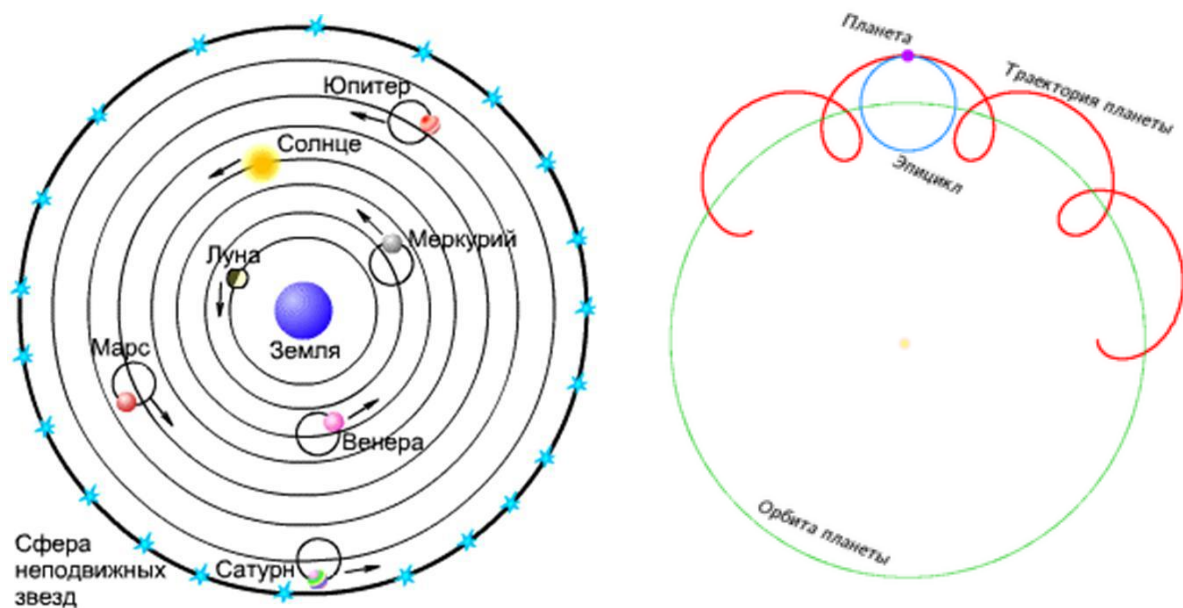 Юпитер
Солнце
Меркурий
Луна
Земля
Марс
Венера
Сатурн
Сфера
неподвижных
звезд
Планета
Траектория планеты
Эпицикл
Орбита планеты